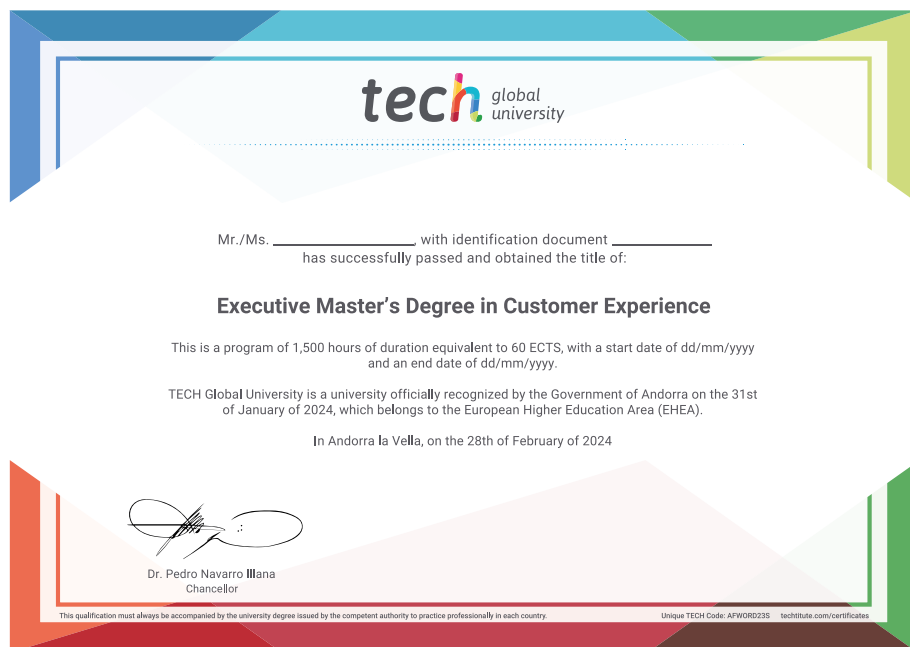 tech global
university
Mr./Ms. ____________, with identification document ____________
has successfully passed and obtained the title of:
Executive Master’s Degree in Customer Experience
This is a program of 1,500 hours of duration equivalent to 60 ECTS, with a start date of dd/mm/yyyy
and an end date of dd/mm/yyyy.
TECH Global University is a university officially recognized by the Government of Andorra on the 31st
of January of 2024, which belongs to the European Higher Education Area (EHEA).
In Andorra la Vella, on the 28th of February of 2024
Dr. Pedro Navarro Illana
Chancellor
This qualification must always be accompanied by the university degree issued by the competent authority to practice professionally in each country. Unique TECH Code: AFWORD23S techtitute.com/certificates